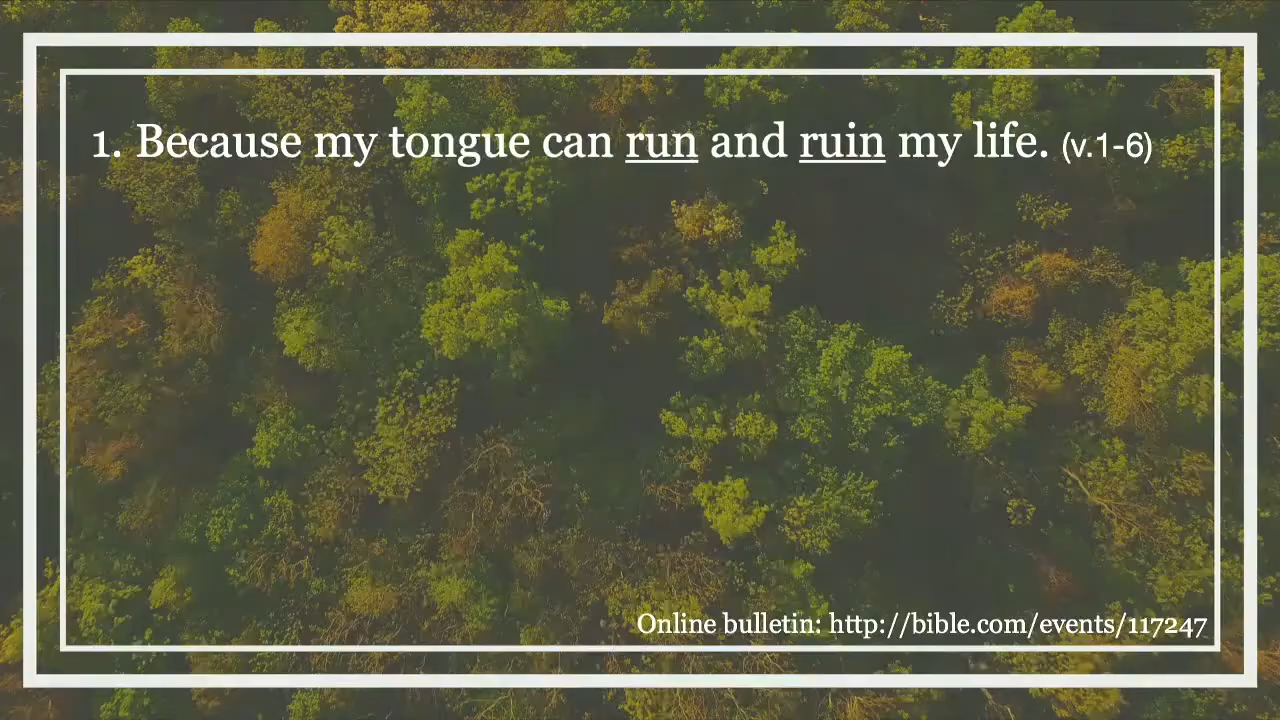 1. Because my tongue can run and ruin my life. (v.1-6)
Online bulletin: http://bible.com/events/117247